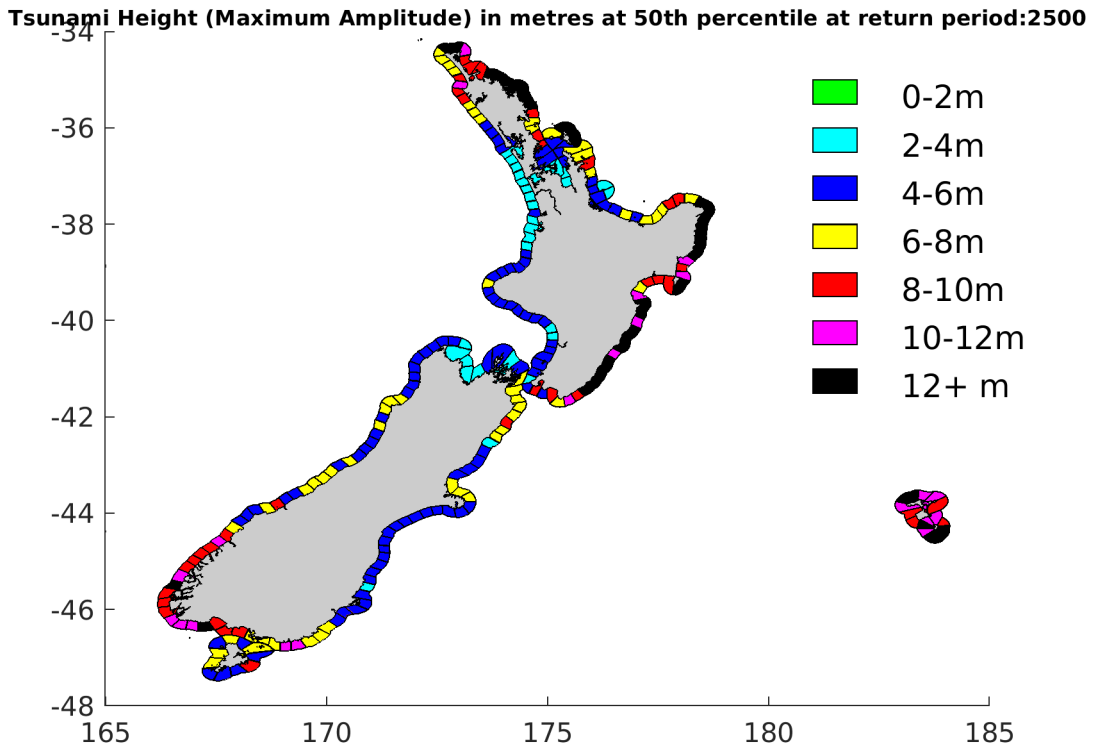 Tsunami Height (Maximum Amplitude) in metres at 50th percentile at return period:2500
-34
-36
-38
-40
-42
-44
-46
-48
165
170
175
180
185
0-2m
2-4m
4-6m
6-8m
8-10m
10-12m
12+ m